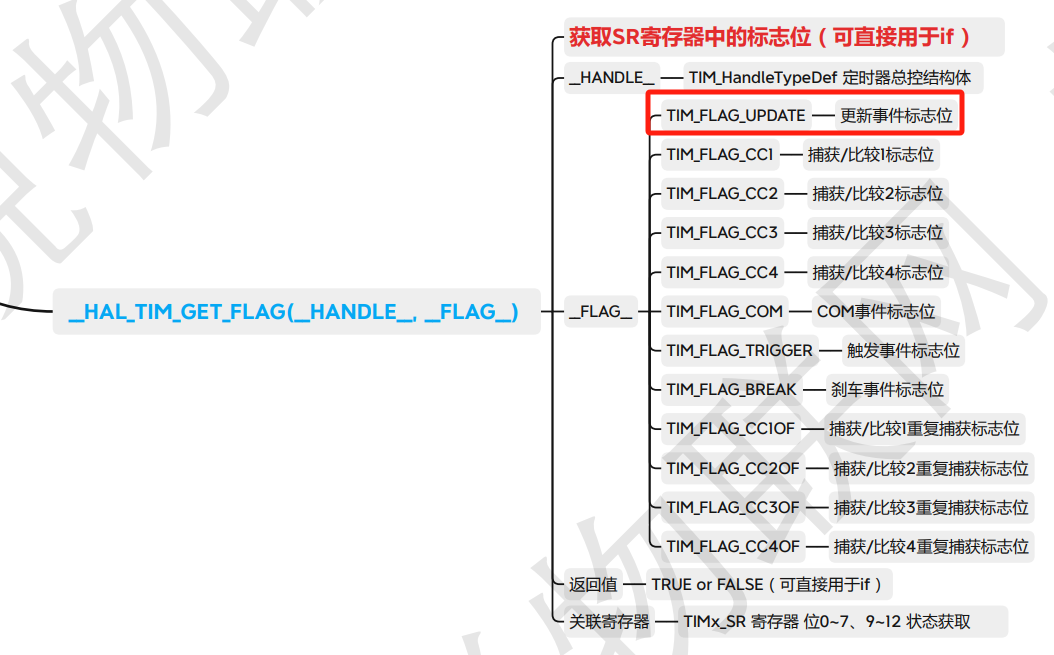 获取SR寄存器中的标志位（可直接用于if）
__HANDLE__ TIM_HandleTypeDef 定时器总控结构体
TIM_FLAG_UPDATE 更新事件标志位
TIM_FLAG_CC1 捕获/比较1标志位
TIM_FLAG_CC2 捕获/比较2标志位
TIM_FLAG_CC3 捕获/比较3标志位
TIM_FLAG_CC4 捕获/比较4标志位
__HAL_TIM_GET_FLAG(__HANDLE__, __FLAG__) __FLAG__ TIM_FLAG_COM COM事件标志位
TIM_FLAG_TRIGGER 触发事件标志位
TIM_FLAG_BREAK 刹车事件标志位
TIM_FLAG_CC1OF 捕获/比较1重复捕获标志位
TIM_FLAG_CC2OF 捕获/比较2重复捕获标志位
TIM_FLAG_CC3OF 捕获/比较3重复捕获标志位
TIM_FLAG_CC4OF 捕获/比较4重复捕获标志位
返回值 TRUE or FALSE（可直接用于if）
关联寄存器 TIMx_SR 寄存器 位0~7、9~12 状态获取
物联网